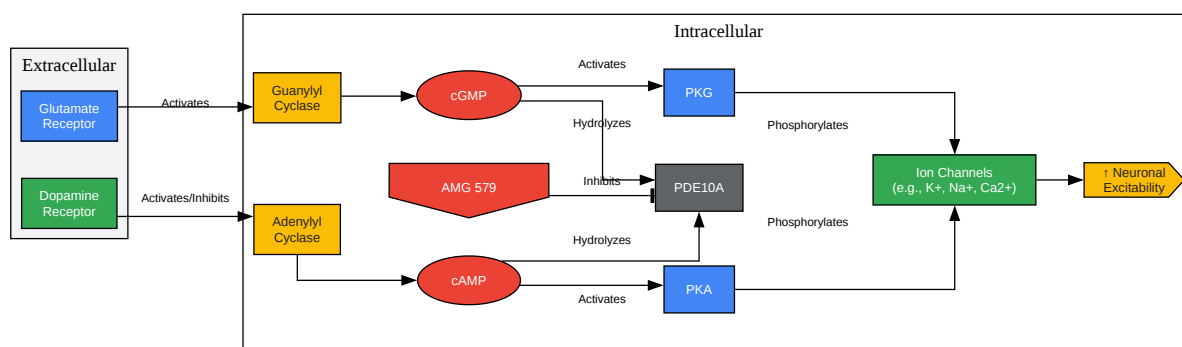 Intracellular
Extracellular
Glutamate
Receptor
Activates
Guanylyl
Cyclase
cGMP
Activates
PKG
Hydrolyzes
Phosphorylates
Dopamine
Receptor
Activates/Inhibits
AMG 579
Inhibits
PDE10A
Ion Channels
(e.g., K+, Na+, Ca2+)
↑ Neuronal
Excitability
Adenylyl
Cyclase
Hydrolyzes
Phosphorylates
cAMP
Activates
PKA